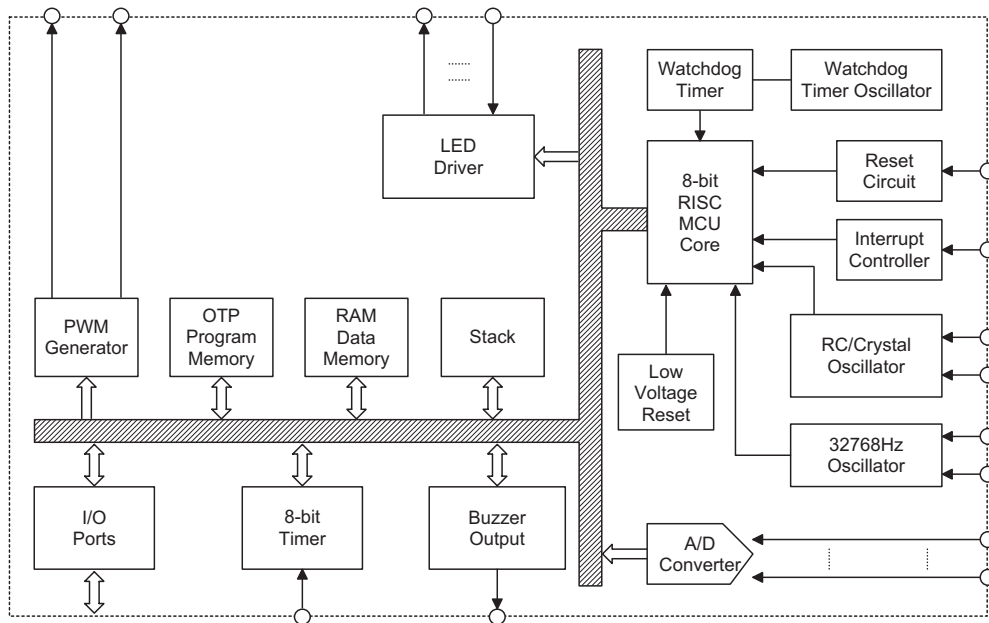 LED
Driver
Watchdog
Timer
Watchdog
Timer Oscillator
8-bit
RISC
MCU
Core
Reset
Circuit
Interrupt
Controller
PWM
Generator
OTP
Program
Memory
RAM
Data
Memory
Stack
Low
Voltage
Reset
RC/Crystal
Oscillator
32768Hz
Oscillator
I/O
Ports
8-bit
Timer
Buzzer
Output
A/D
Converter